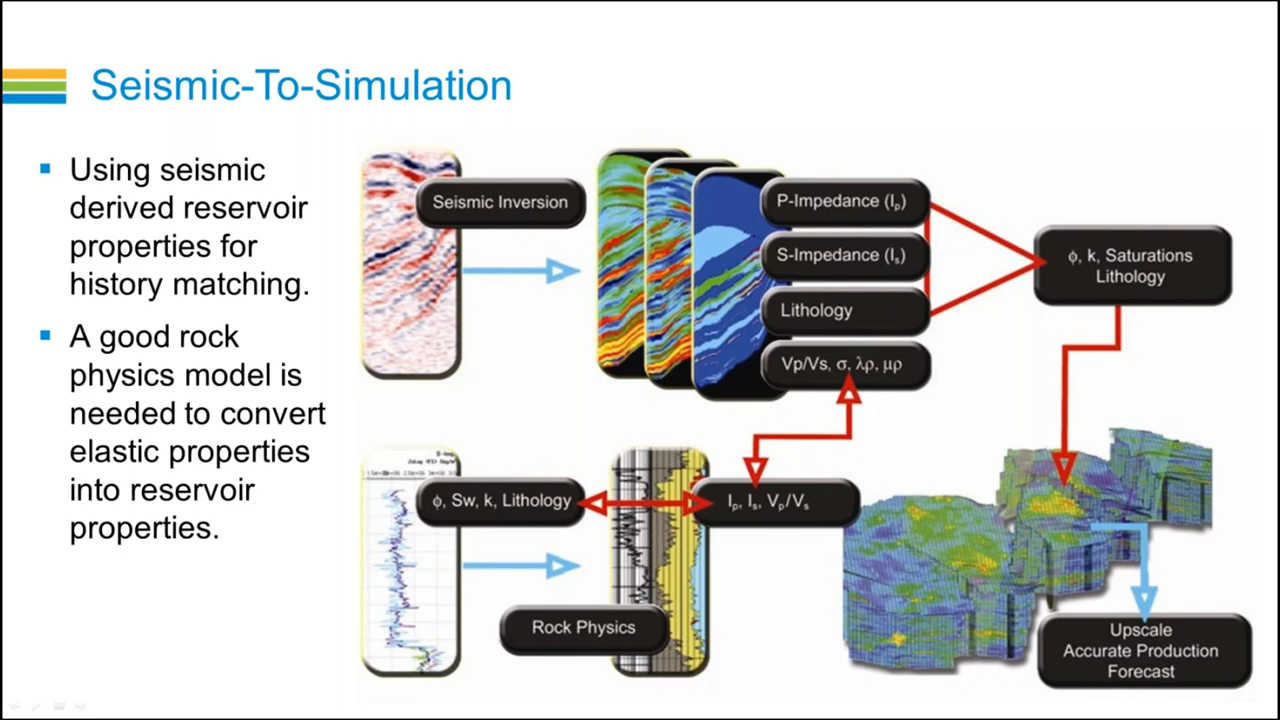 Seismic-To-Simulation
Using seismic
derived reservoir
properties for
history matching.
A good rock
physics model is
needed to convert
elastic properties
into reservoir
properties.
Seismic Inversion
P-Impedance (Ip)
S-Impedance (Is)
Lithology
Vp/Vs, σ, λρ, μρ
ϕ, k, Saturations
Lithology
ϕ, Sw, k, Lithology
Ip, Is, Vp/Vs
Rock Physics
Upscale
Accurate Production
Forecast